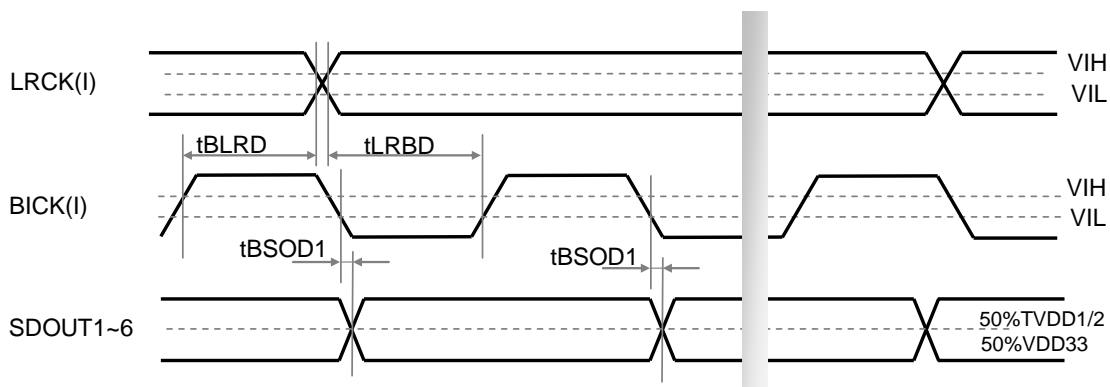 LRCK(I)
VIH
VIL
tBLRD
tLRBD
BICK(I)
VIH
VIL
tBSOD1
tBSOD1
SDOUT1~6
50%TVDD1/2
50%VDD33